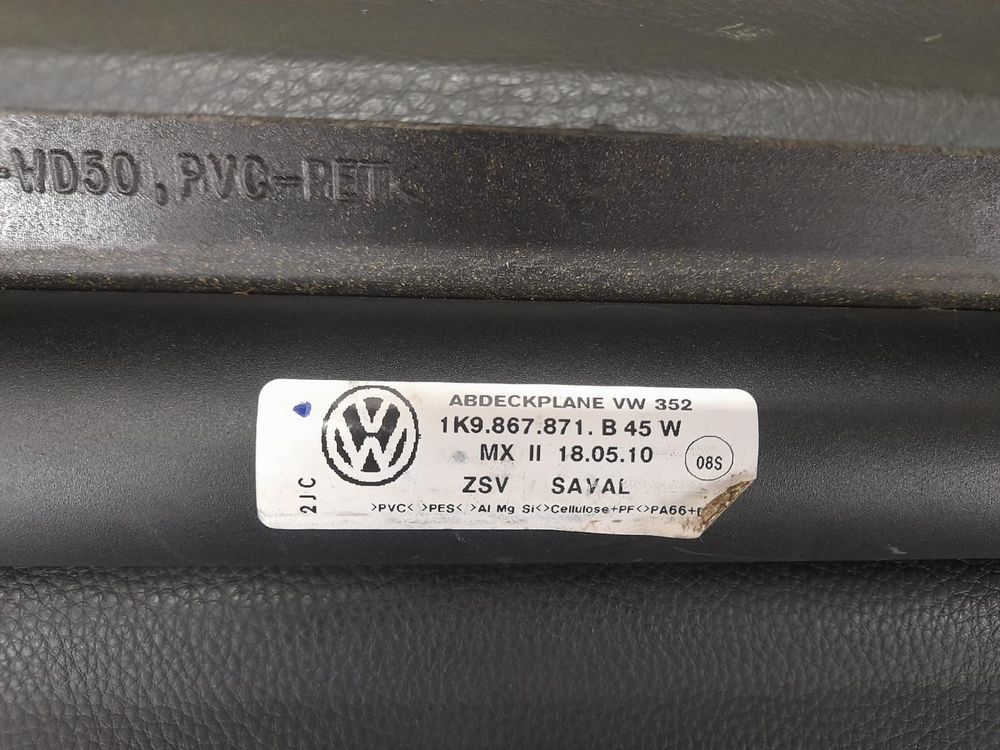 -WD50,PVC-PET<
ABDECKPLANE VW 352
1K9.867.871. B 45 W
MX II 18.05.10
08S
ZSV SAVAL
>PVC< >PES< >Al Mg Si<>Cellulose+PF<>PA66+
2JC